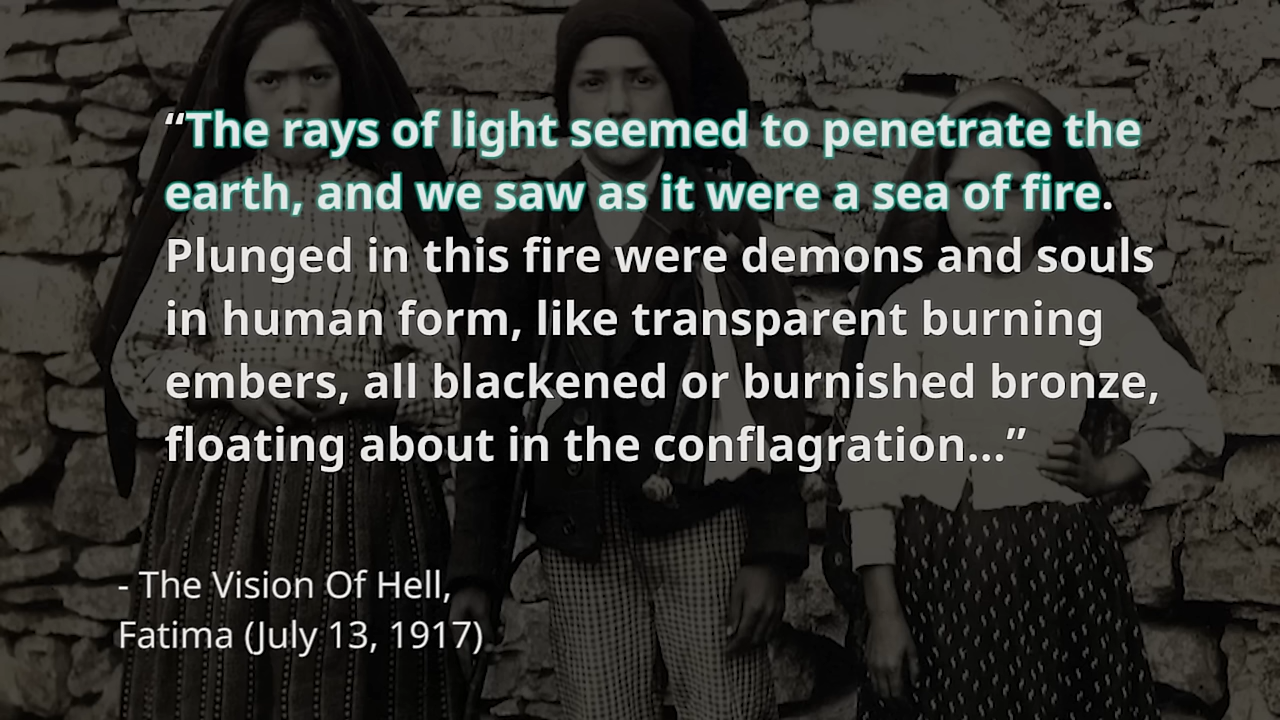 “The rays of light seemed to penetrate the
earth, and we saw as it were a sea of fire.
Plunged in this fire were demons and souls
in human form, like transparent burning
embers, all blackened or burnished bronze,
floating about in the conflagration...”
- The Vision Of Hell,
Fatima (July 13, 1917)